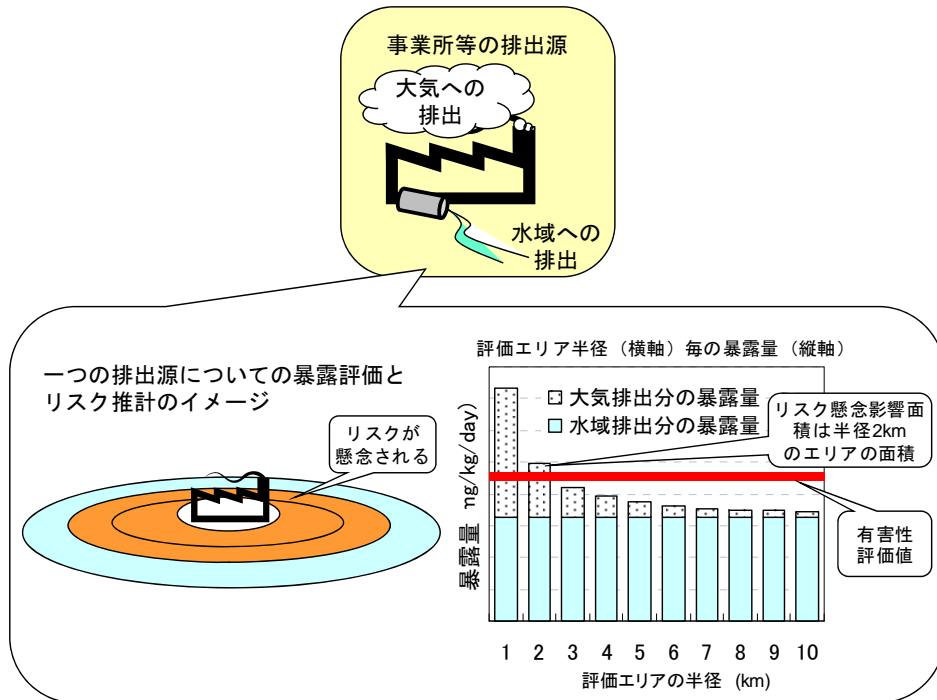 事業所等の排出源
大気への
排出
水域への
排出
一つの排出源についての暴露評価と
リスク推計のイメージ
リスクが
懸念される
評価エリア半径（横軸）毎の暴露量（縦軸）
大気排出分の暴露量
水域排出分の暴露量
リスク懸念影響面
積は半径2km
のエリアの面積
有害性
評価値
暴露量 mg/kg/day)
1 2 3 4 5 6 7 8 9 10
評価エリアの半径 (km)